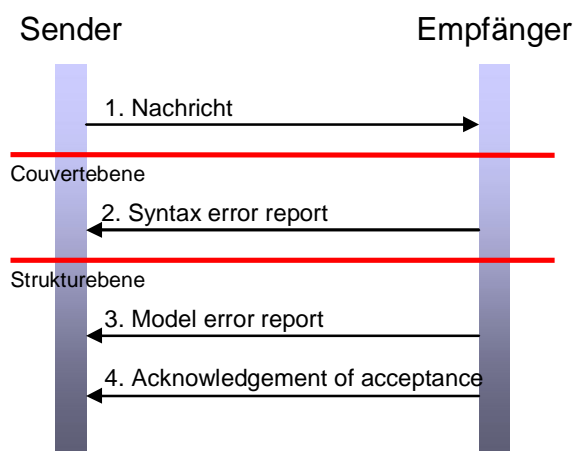 Sender
Empfänger
1. Nachricht
Couvertebene
2. Syntax error report
Strukturebene
3. Model error report
4. Acknowledgement of acceptance